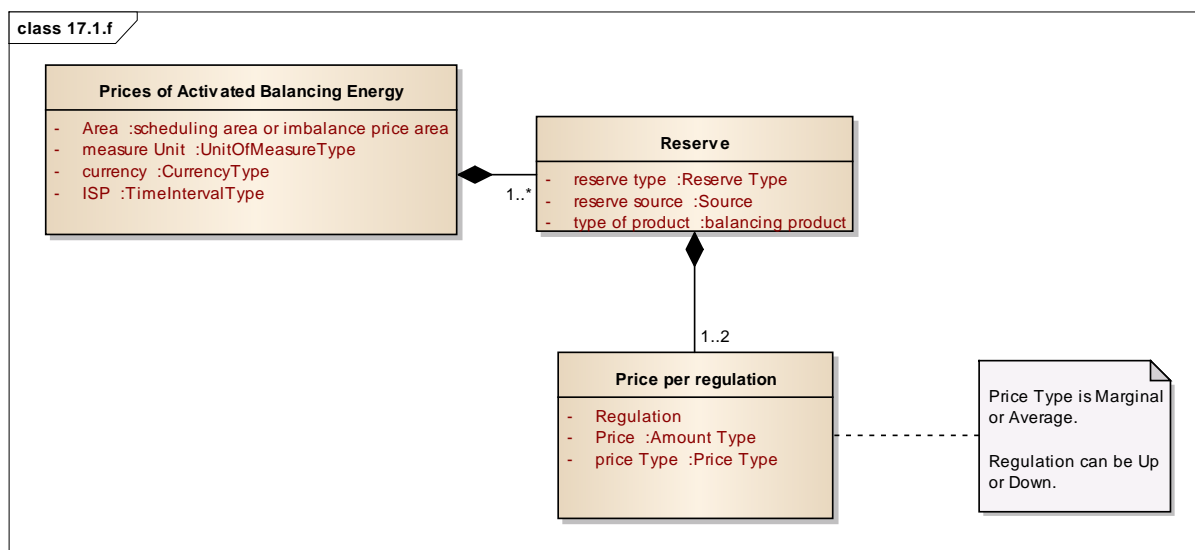 class 17.1.f
Prices of Activated Balancing Energy
- Area :scheduling area or imbalance price area
- measure Unit :UnitOfMeasureType
- currency :CurrencyType
- ISP :TimeIntervalType
1..*
Reserve
- reserve type :Reserve Type
- reserve source :Source
- type of product :balancing product
1..2
Price per regulation
- Regulation
- Price :Amount Type
- price Type :Price Type
Price Type is Marginal
or Average.
Regulation can be Up
or Down.